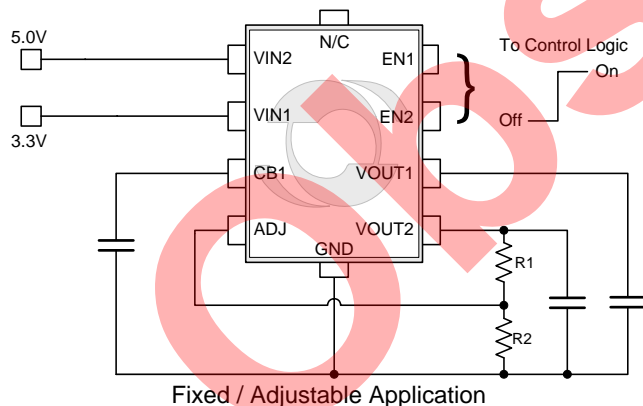 5.0V
N/C
To Control Logic
VIN2
EN1
On
VIN1
EN2
Off
3.3V
CB1
VOUT1
ADJ
VOUT2
GND
R1
R2
Fixed / Adjustable Application